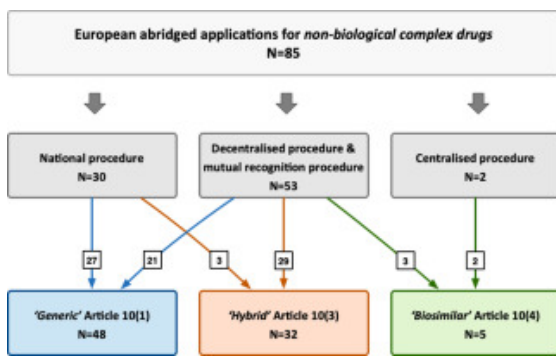 European abridged applications for non-biological complex drugs
N=85
National procedure
N=30
Decentralised procedure &
mutual recognition procedure
N=53
Centralised procedure
N=2
27
21
3
29
3
2
'Generic' Article 10(1)
N=48
'Hybrid' Article 10(3)
N=32
'Biosimilar' Article 10(4)
N=5